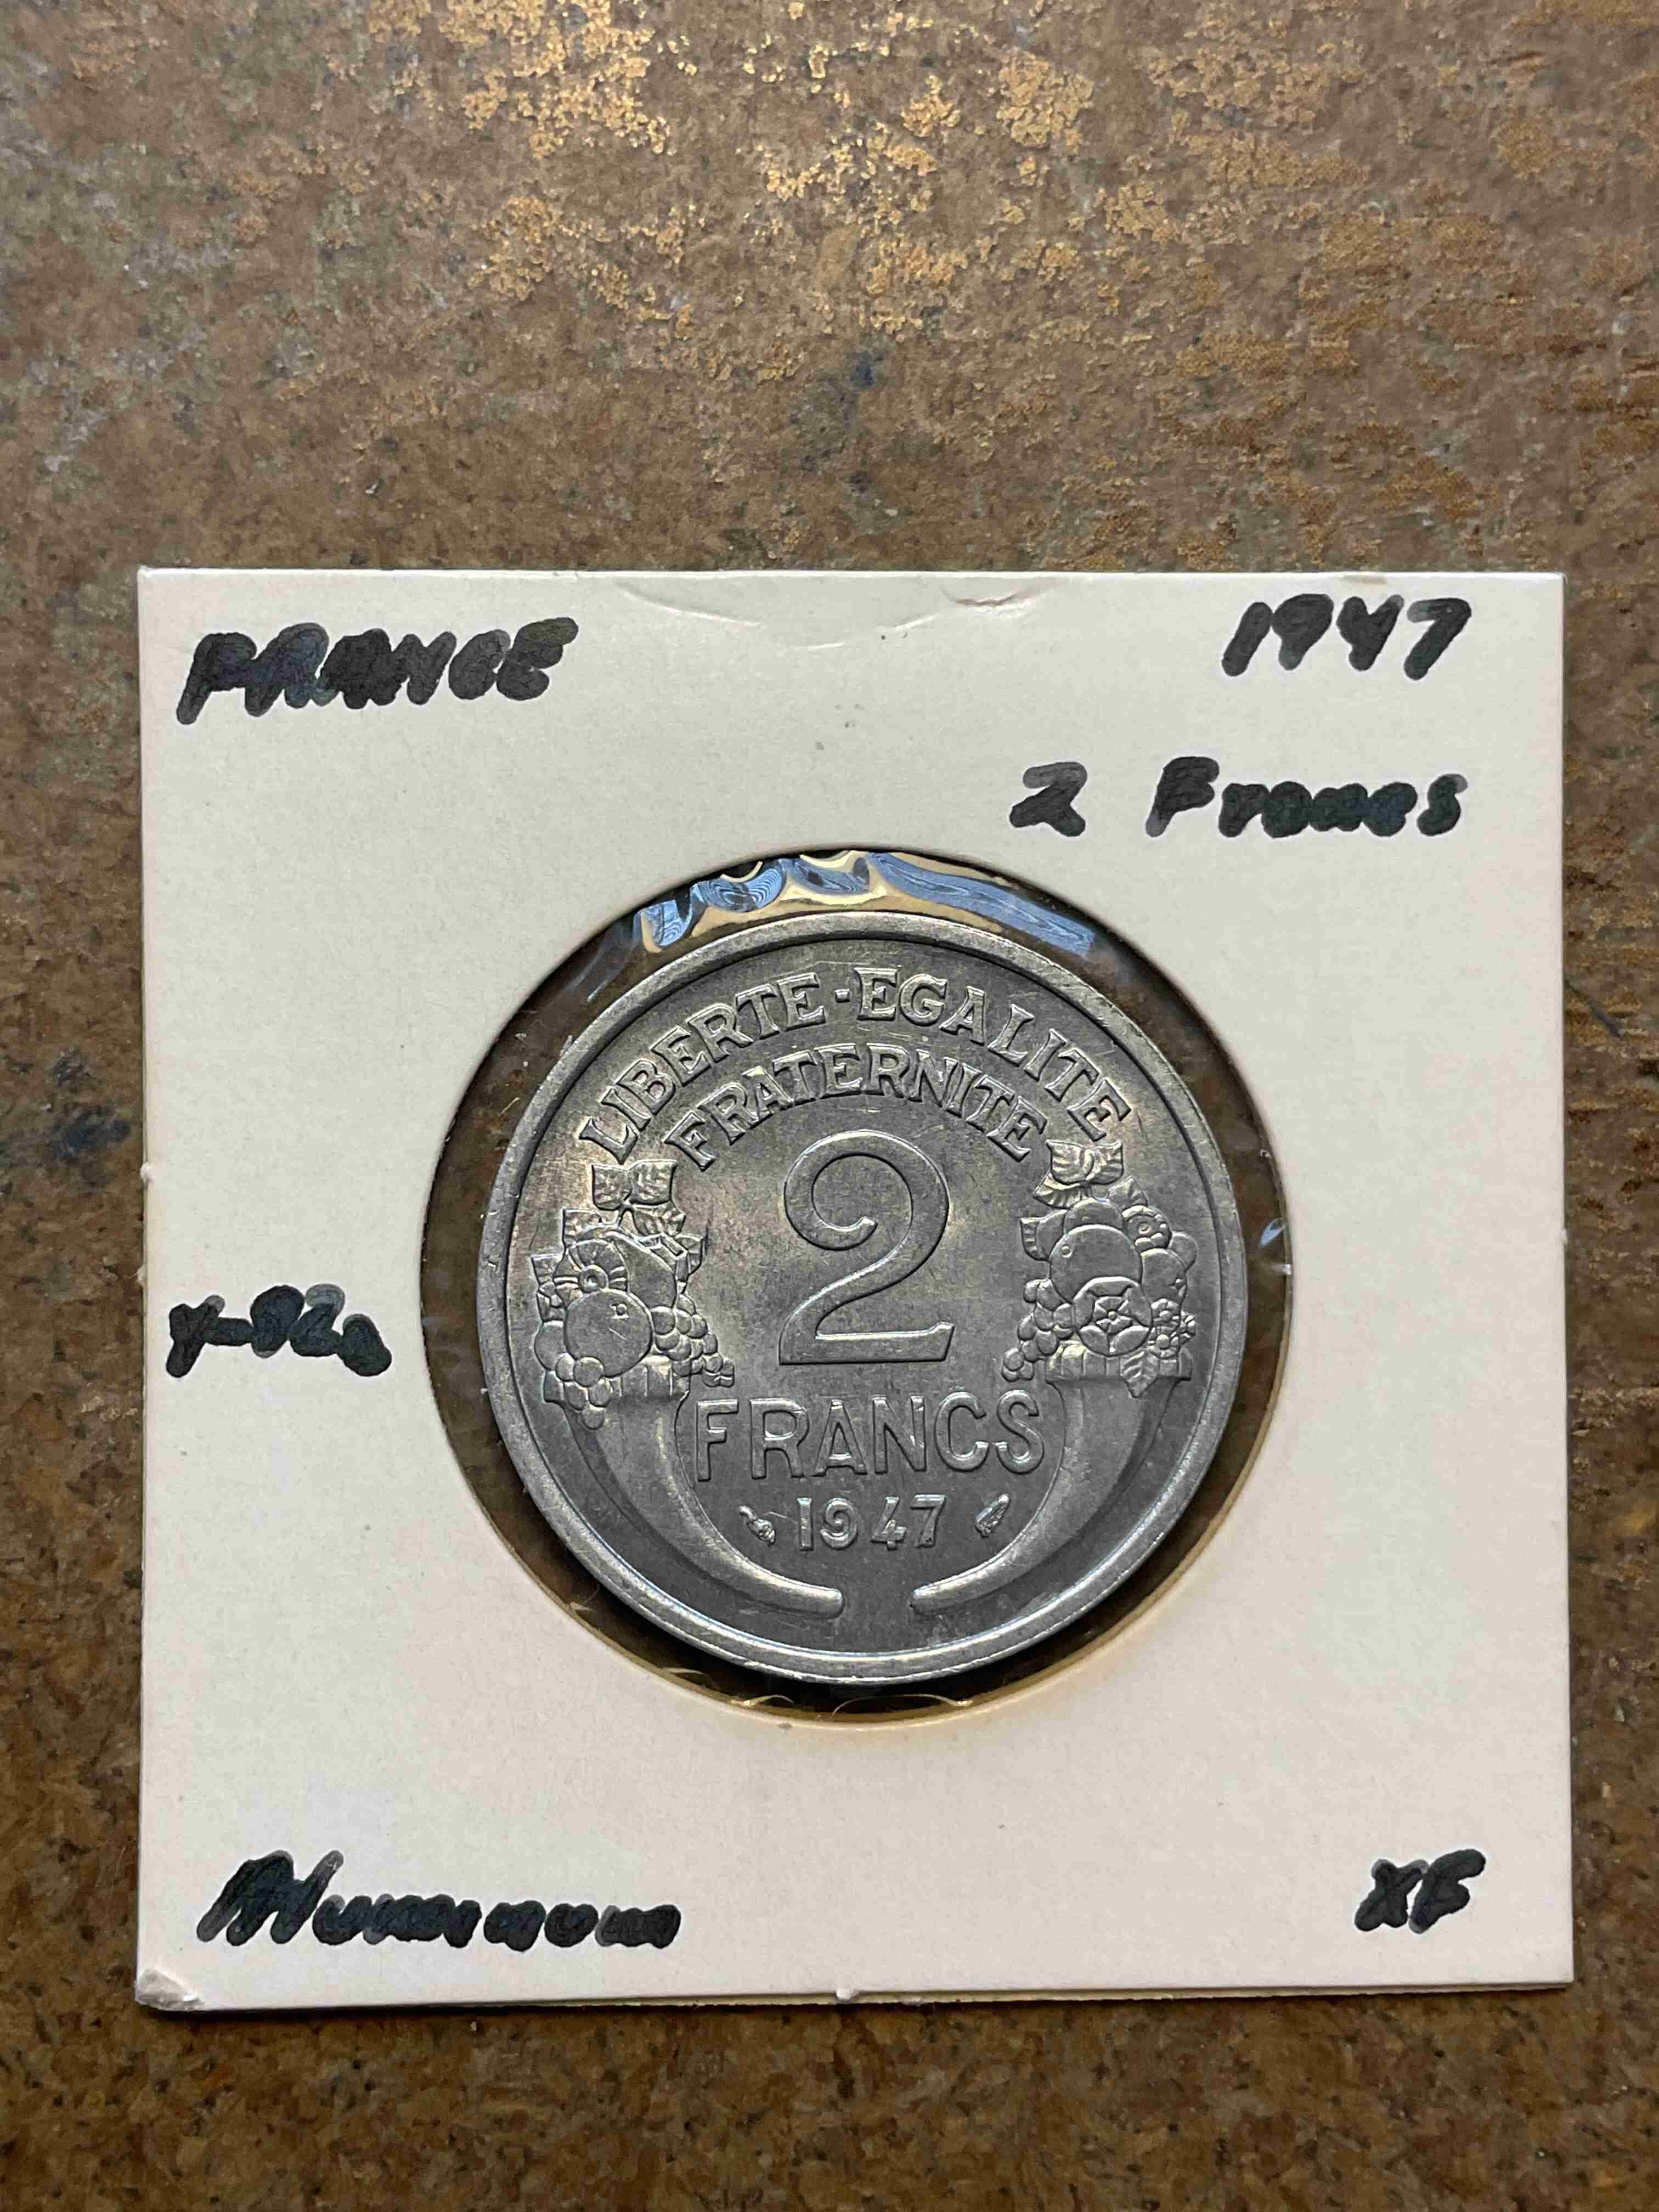 FRANCE
1947
2 Francs
LIBERTE·EGALITE
FRATERNITE
2
FRANCS
1947
Aluminum
XF